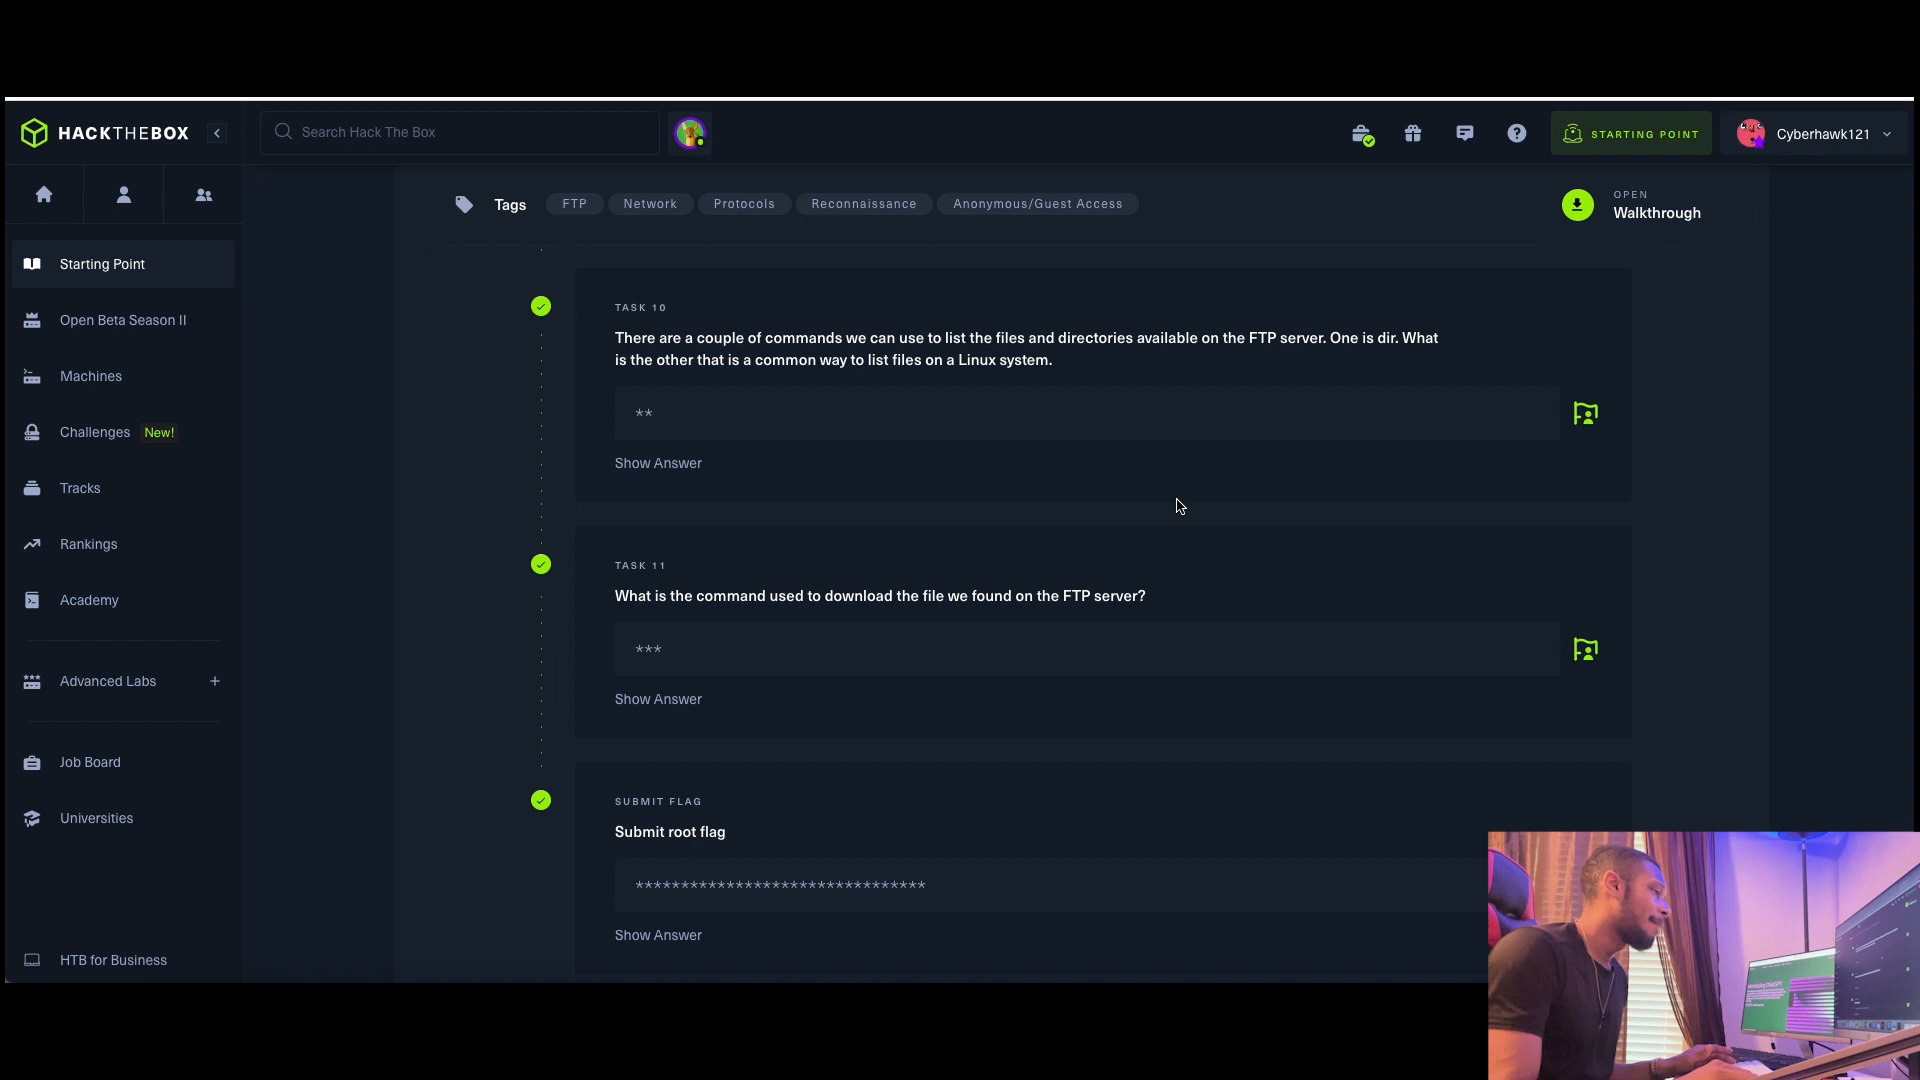 HACKTHEBOX
Search Hack The Box
STARTING POINT
Cyberhawk121
Tags
FTP
Network
Protocols
Reconnaissance
Anonymous/Guest Access
OPEN
Walkthrough
Starting Point
Open Beta Season II
Machines
Challenges New!
Tracks
Rankings
Academy
Advanced Labs +
Job Board
Universities
HTB for Business
TASK 10
There are a couple of commands we can use to list the files and directories available on the FTP server. One is dir. What
is the other that is a common way to list files on a Linux system.
**
Show Answer
TASK 11
What is the command used to download the file we found on the FTP server?
***
Show Answer
SUBMIT FLAG
Submit root flag
********************************
Show Answer
Introducing ChatGPT